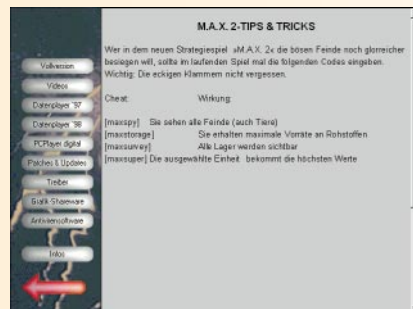 M.A.X. 2-TIPS & TRICKS
Wer in dem neuen Strategiespiel »M.A.X. 2« die bösen Feinde noch glorreicher
besiegen will, sollte im laufenden Spiel mal die folgenden Codes eingeben.
Wichtig: Die eckigen Klammern nicht vergessen.
Cheat: Wirkung:
[maxspy] Sie sehen alle Feinde (auch Tiere)
[maxstorage] Sie erhalten maximale Vorräte an Rohstoffen
[maxsurvey] Alle Lager werden sichtbar
[maxsuper] Die ausgewählte Einheit bekommt die höchsten Werte
Vollversion
Videos
Datenplayer '97
Datenplayer '98
PCPlayer digital
Patches & Updates
Treiber
Grafik-Shareware
Antivirensoftware
Infos